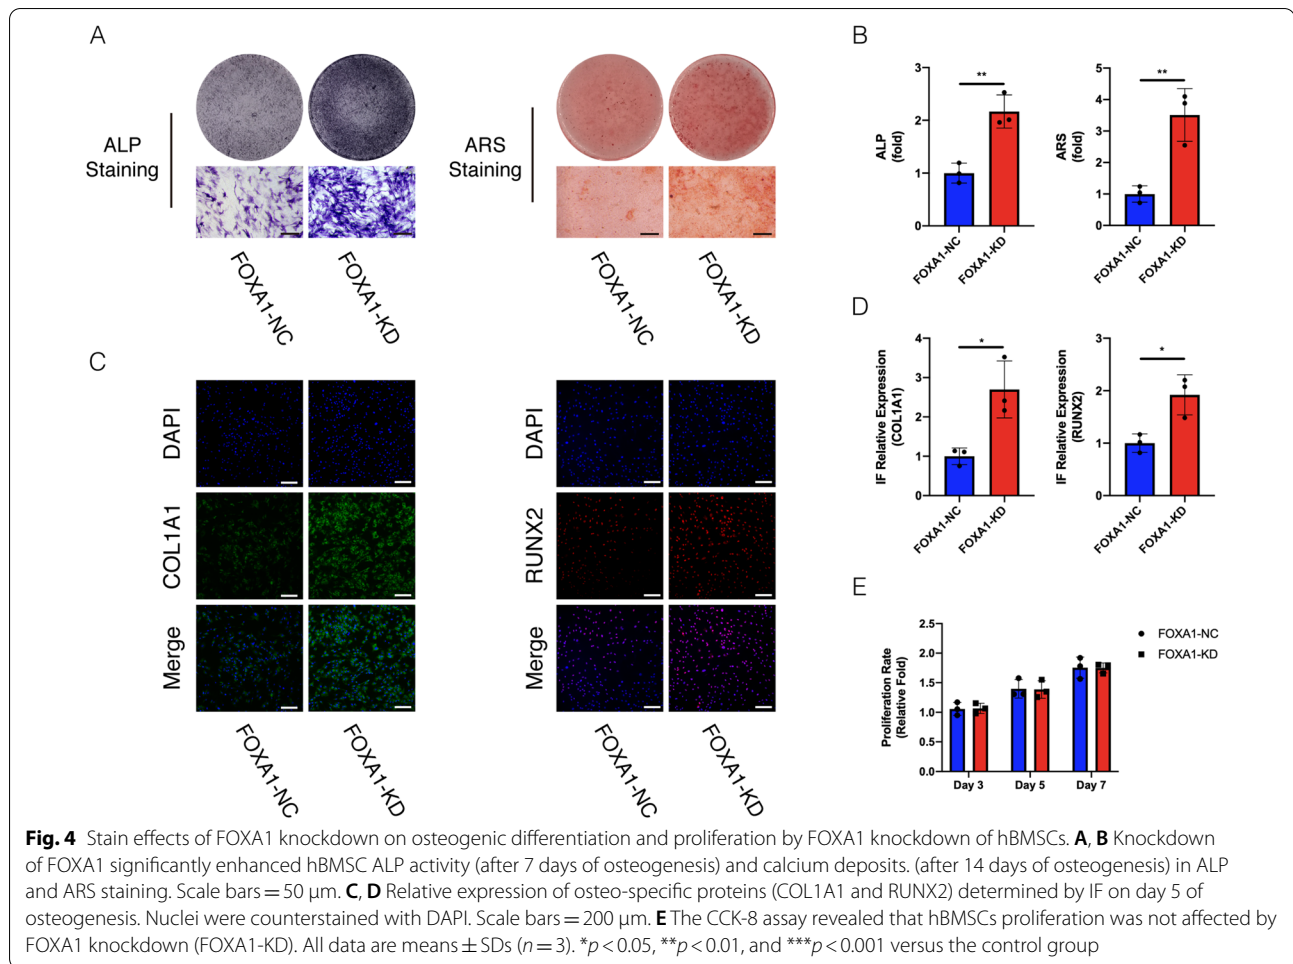 A
ALP
Staining
ARS
Staining
FOXA1-NC
FOXA1-KD
FOXA1-NC
FOXA1-KD
B
ALP
(fold)
3
2
1
0
**
FOXA1-NC
FOXA1-KD
ARS
(fold)
5
4
3
2
1
0
**
FOXA1-NC
FOXA1-KD
C
DAPI
COL1A1
Merge
FOXA1-NC
FOXA1-KD
DAPI
RUNX2
Merge
FOXA1-NC
FOXA1-KD
D
IF Relative Expression
(COL1A1)
4
3
2
1
0
*
FOXA1-NC
FOXA1-KD
IF Relative Expression
(RUNX2)
3
2
1
0
*
FOXA1-NC
FOXA1-KD
E
Proliferation Rate
(Relative Fold)
2.5
2.0
1.5
1.0
0.5
0.0
Day 3
Day 5
Day 7
FOXA1-NC
FOXA1-KD
Fig. 4 Stain effects of FOXA1 knockdown on osteogenic differentiation and proliferation by FOXA1 knockdown of hBMSCs. A, B Knockdown
of FOXA1 significantly enhanced hBMSC ALP activity (after 7 days of osteogenesis) and calcium deposits. (after 14 days of osteogenesis) in ALP
and ARS staining. Scale bars = 50 μm. C, D Relative expression of osteo-specific proteins (COL1A1 and RUNX2) determined by IF on day 5 of
osteogenesis. Nuclei were counterstained with DAPI. Scale bars = 200 μm. E The CCK-8 assay revealed that hBMSCs proliferation was not affected by
FOXA1 knockdown (FOXA1-KD). All data are means ± SDs (n = 3). *p < 0.05, **p < 0.01, and ***p < 0.001 versus the control group